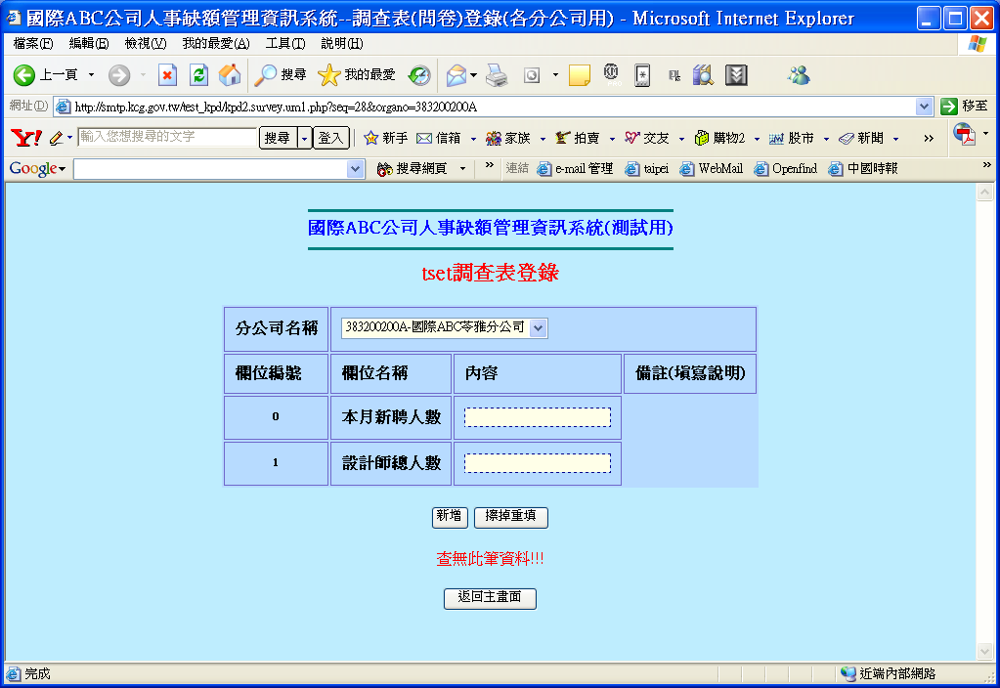 國際ABC公司人事缺額管理資訊系統--調查表(問卷)登錄(各分公司用) - Microsoft Internet Explorer
檔案(F) 編輯(E) 檢視(V) 我的最愛(A) 工具(T) 說明(H)
上一頁 搜尋 我的最愛
網址(D) http://smtp.kcg.gov.tw/test_kpd/kpd2.survey.um1.php?seq=28&organo=383200200A 移至
Y! 輸入您想搜尋的文字 搜尋 登入 新手 信箱 家族 拍賣 交友 購物2 股市 新聞 »
Google 搜尋網頁 » 連結 e-mail 管理 taipei WebMail Openfind 中國時報 »
國際ABC公司人事缺額管理資訊系統(測試用)
tset調查表登錄
分公司名稱 383200200A-國際ABC苓雅分公司
欄位編號 欄位名稱 內容 備註(填寫說明)
0 本月新聘人數
1 設計師總人數
新增 擦掉重填
查無此筆資料!!!
返回主畫面
完成 近端內部網路